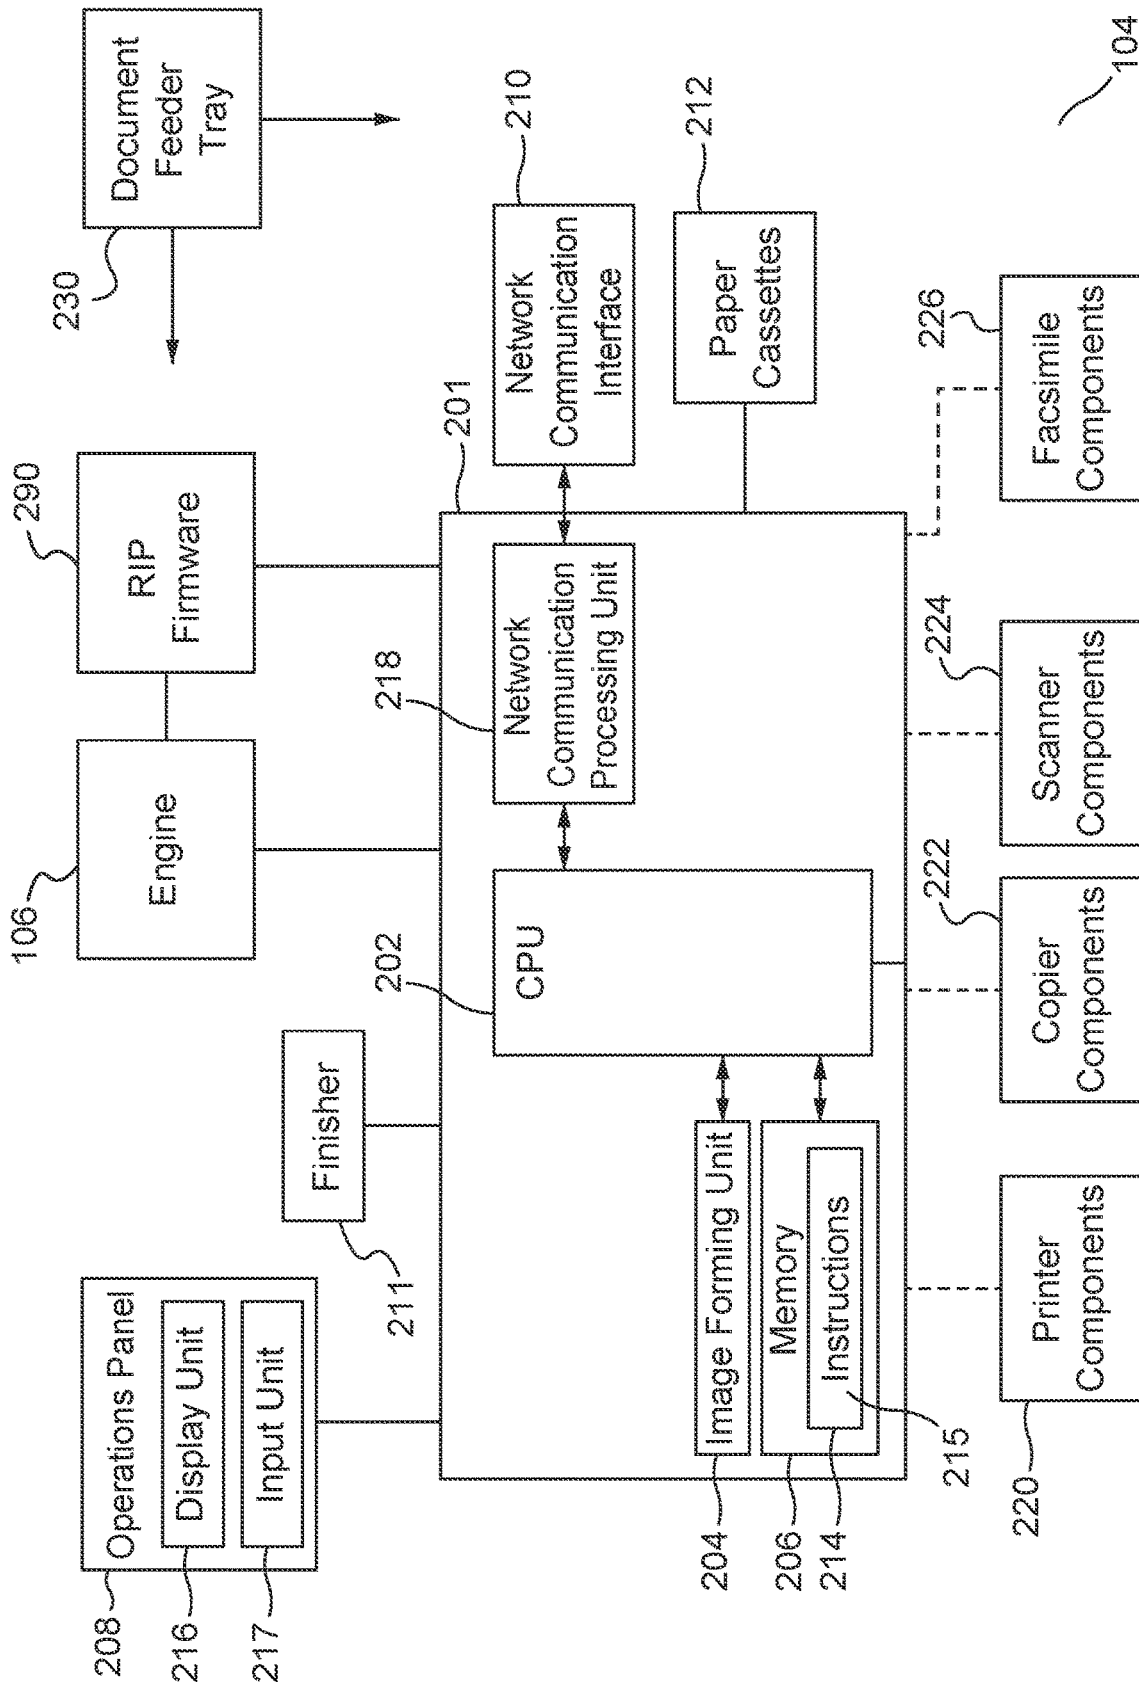 208
Operations Panel
216
Display Unit
217
Input Unit
211
Finisher
106
Engine
290
RIP
Firmware
230
Document
Feeder
Tray
201
202
CPU
218
Network
Communication
Processing Unit
210
Network
Communication
Interface
212
Paper
Cassettes
204
Image Forming Unit
206
Memory
214
Instructions
215
220
Printer
Components
222
Copier
Components
224
Scanner
Components
226
Facsimile
Components
104